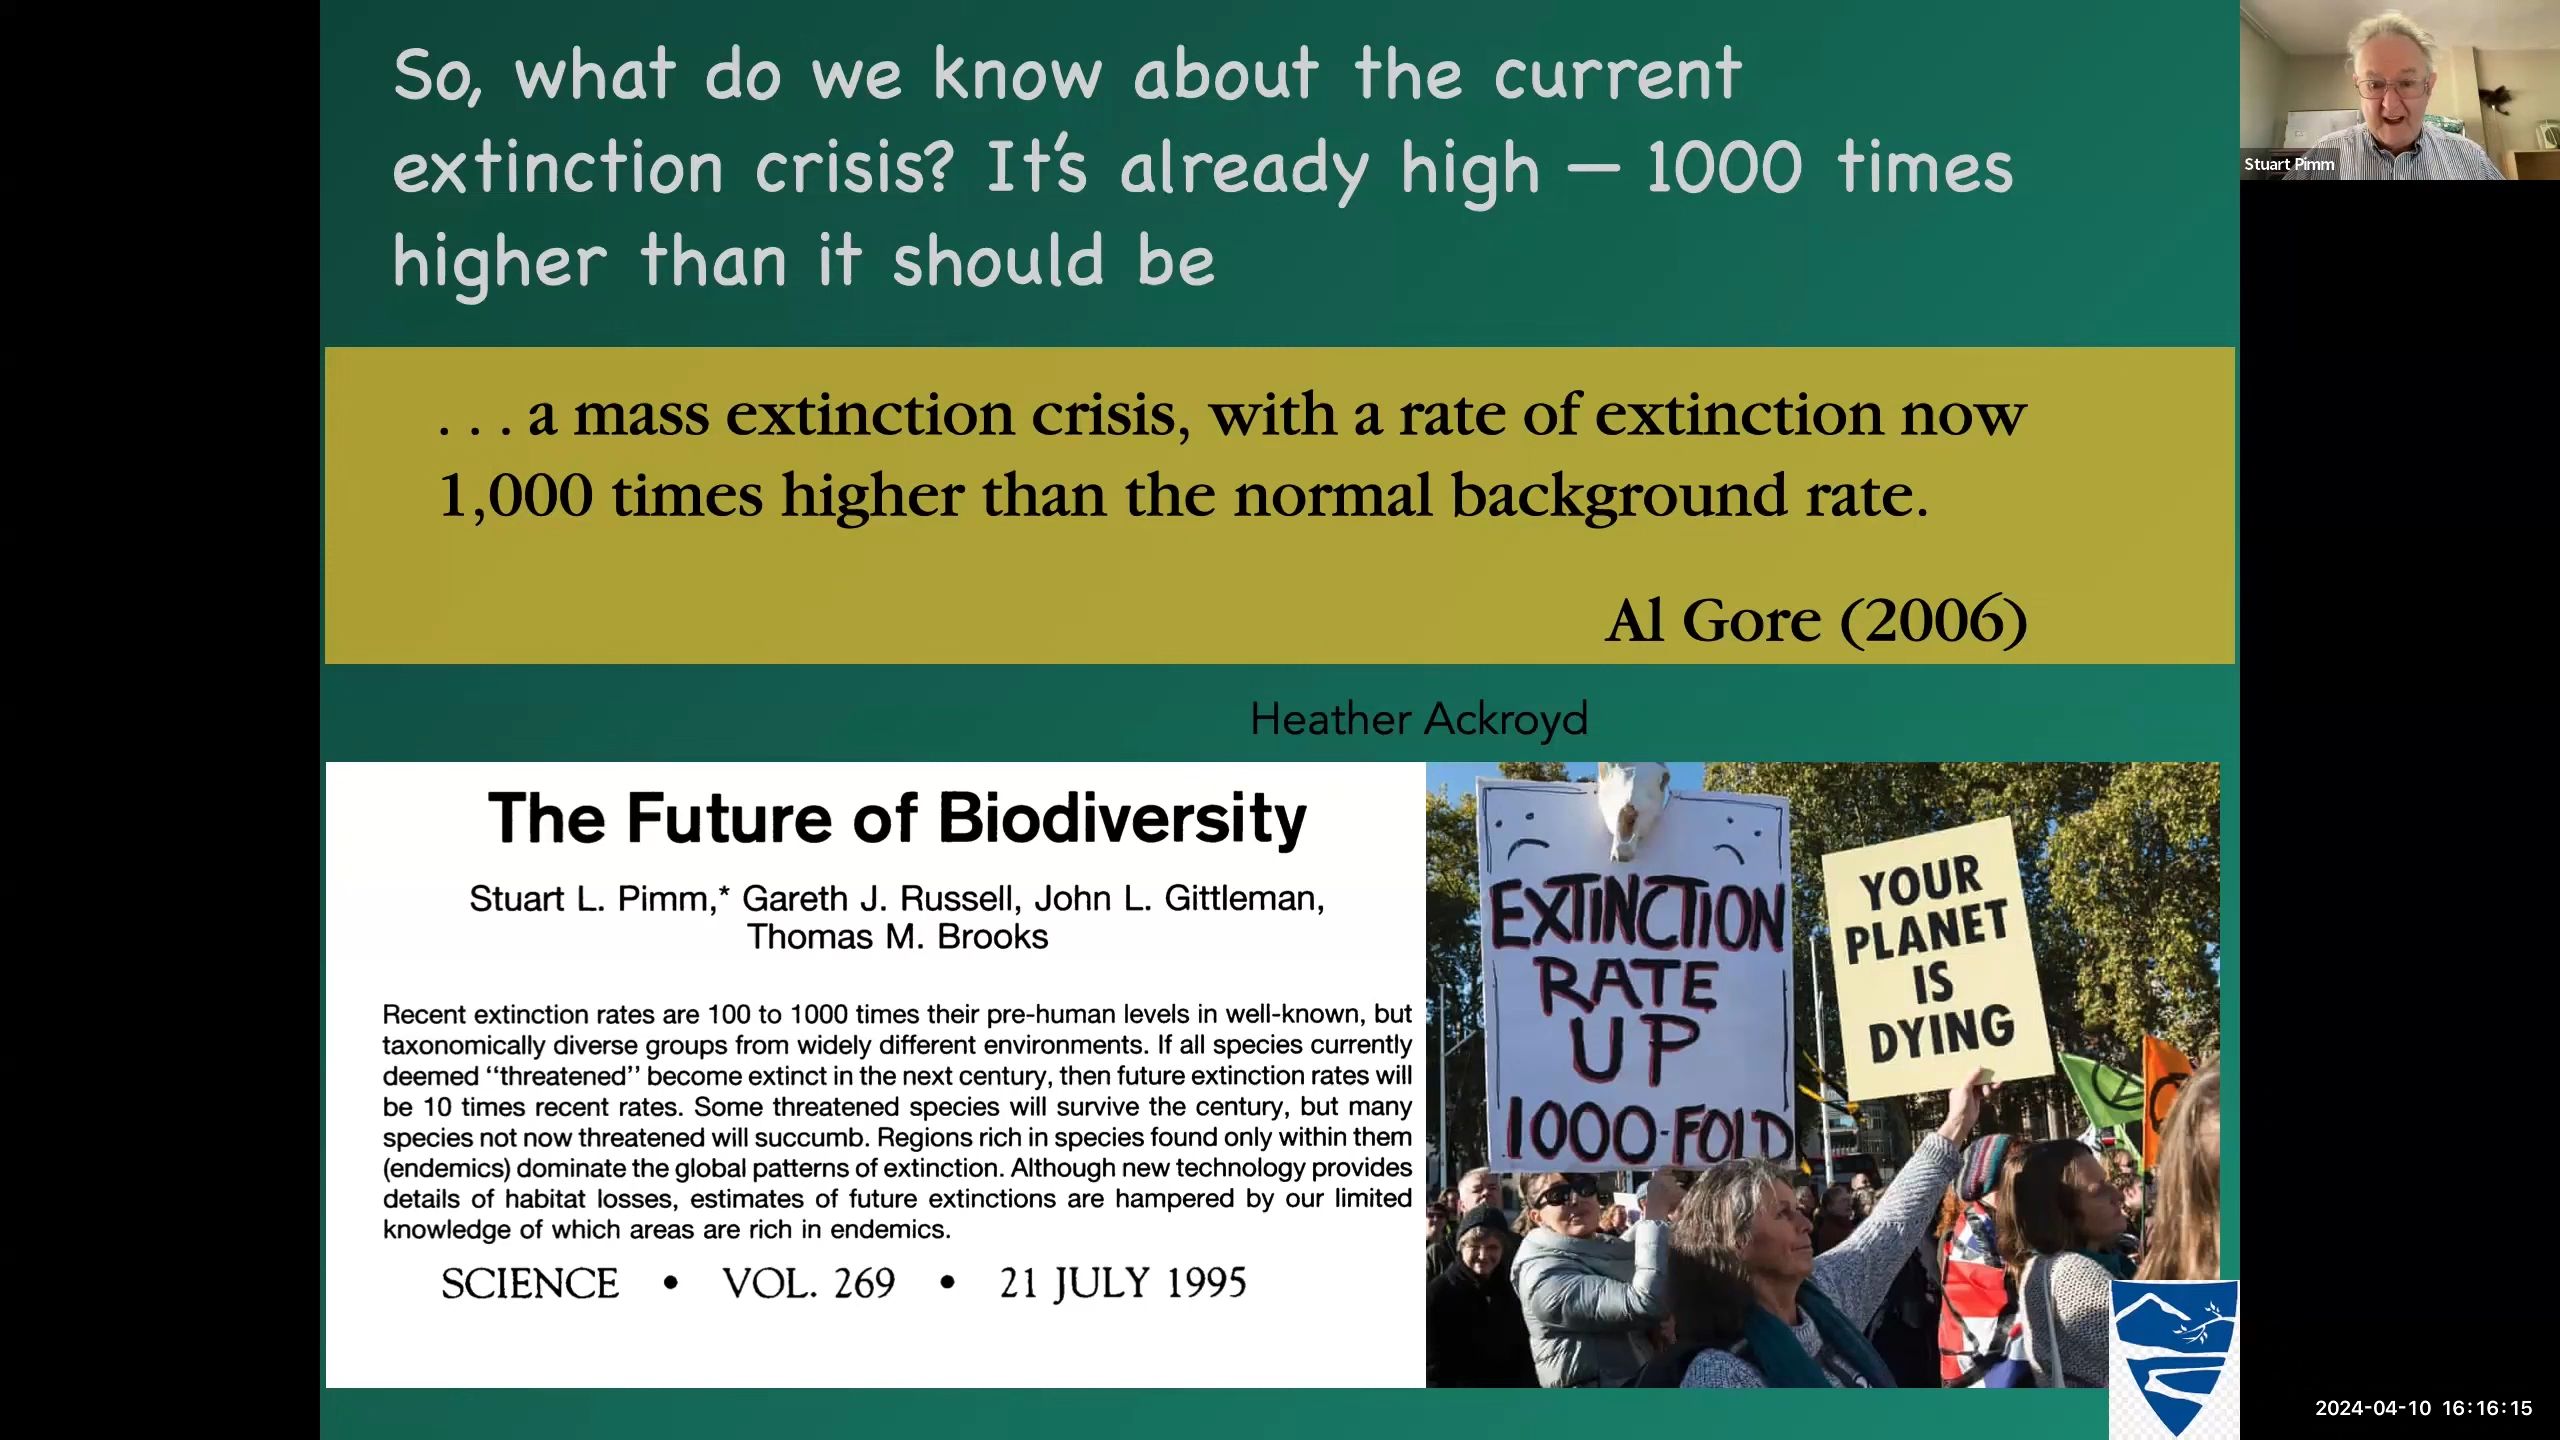 So, what do we know about the current
extinction crisis? It's already high – 1000 times
higher than it should be
. . . a mass extinction crisis, with a rate of extinction now
1,000 times higher than the normal background rate.
Al Gore (2006)
Heather Ackroyd
The Future of Biodiversity
Stuart L. Pimm,* Gareth J. Russell, John L. Gittleman,
Thomas M. Brooks
Recent extinction rates are 100 to 1000 times their pre-human levels in well-known, but
taxonomically diverse groups from widely different environments. If all species currently
deemed ‘‘threatened’’ become extinct in the next century, then future extinction rates will
be 10 times recent rates. Some threatened species will survive the century, but many
species not now threatened will succumb. Regions rich in species found only within them
(endemics) dominate the global patterns of extinction. Although new technology provides
details of habitat losses, estimates of future extinctions are hampered by our limited
knowledge of which areas are rich in endemics.
SCIENCE • VOL. 269 • 21 JULY 1995
EXTINCTION
RATE
UP
1000-FOLD
YOUR
PLANET
IS
DYING
Stuart Pimm
2024-04-10 16:16:15